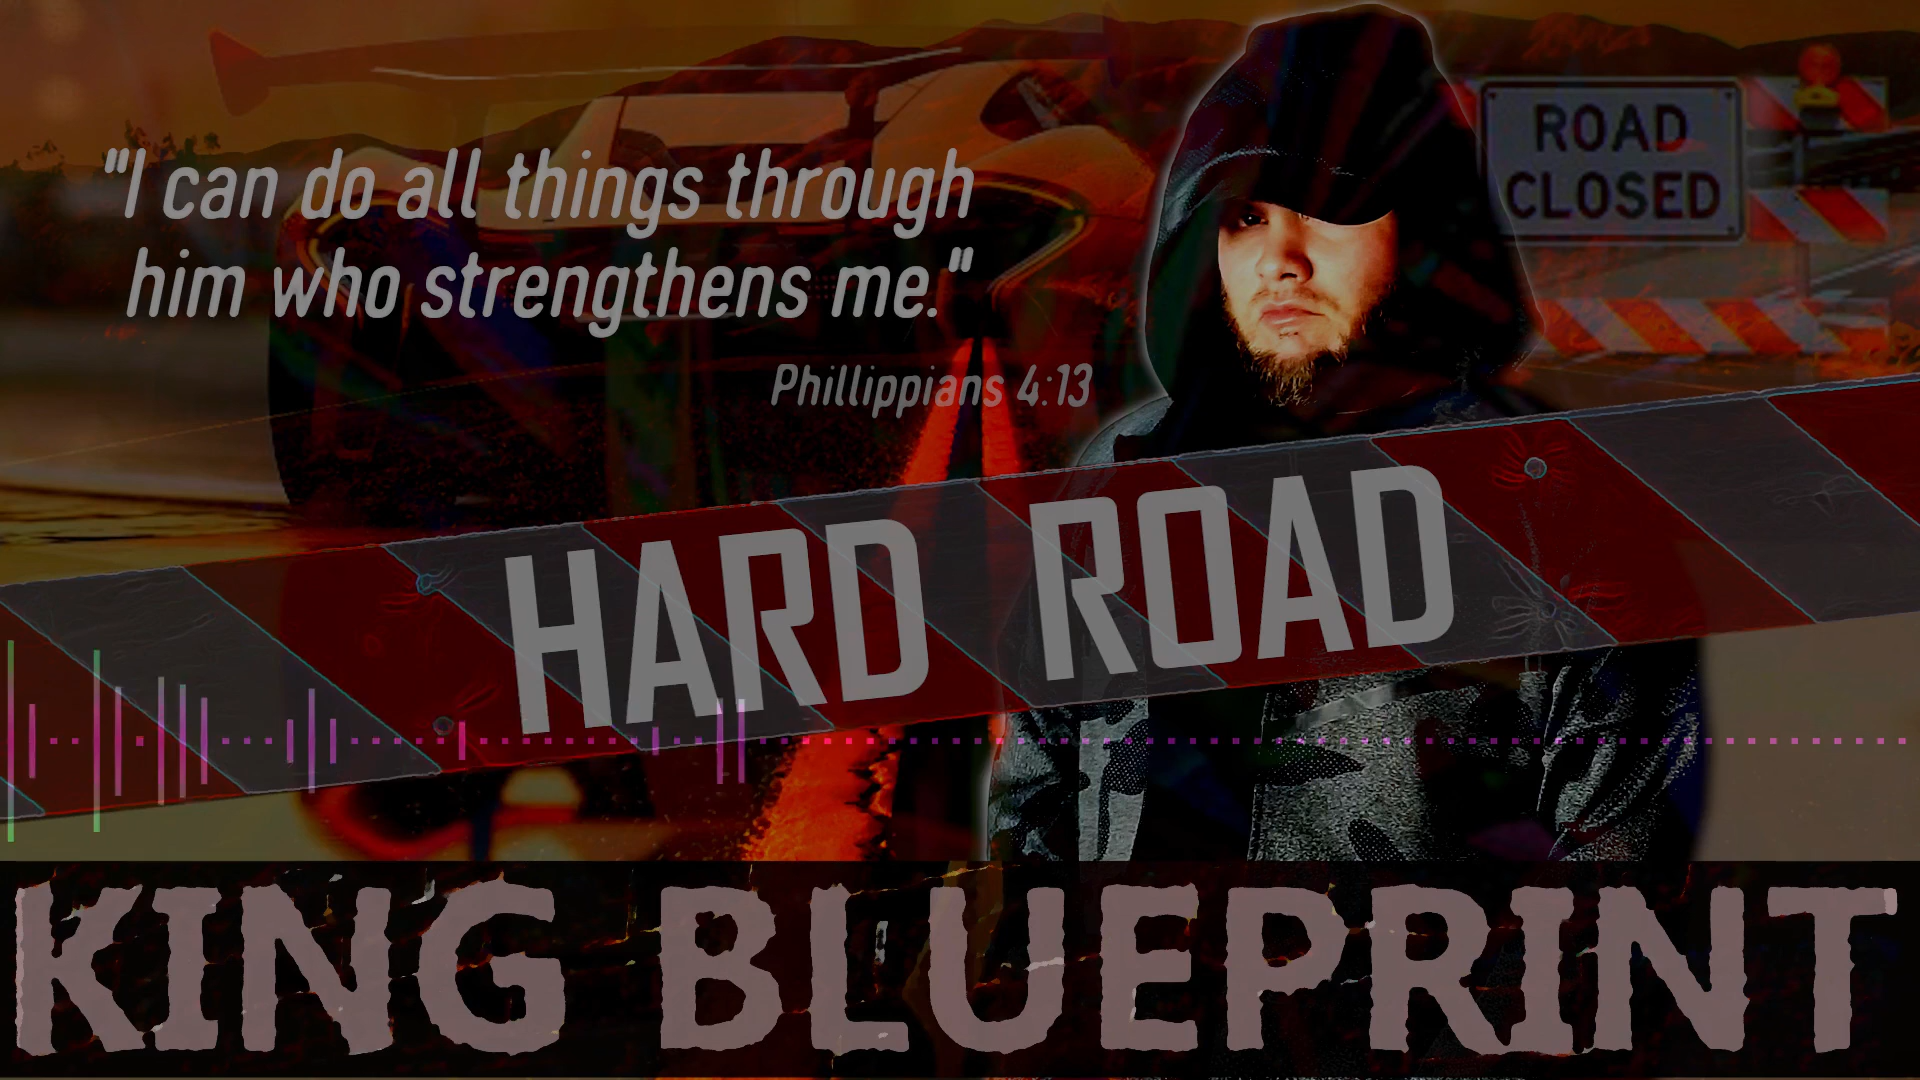 "I can do all things through
him who strengthens me."
Phillippians 4:13
ROAD
CLOSED
HARD ROAD
KING BLUEPRINT